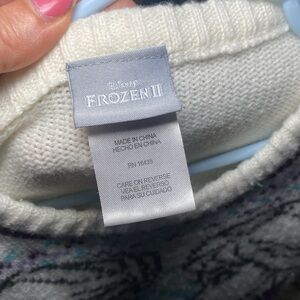 Disney
FROZEN II
MADE IN CHINA
HECHO EN CHINA
RN 16435
CARE ON REVERSE
VEA EL REVERSO
PARA SU CUIDADO